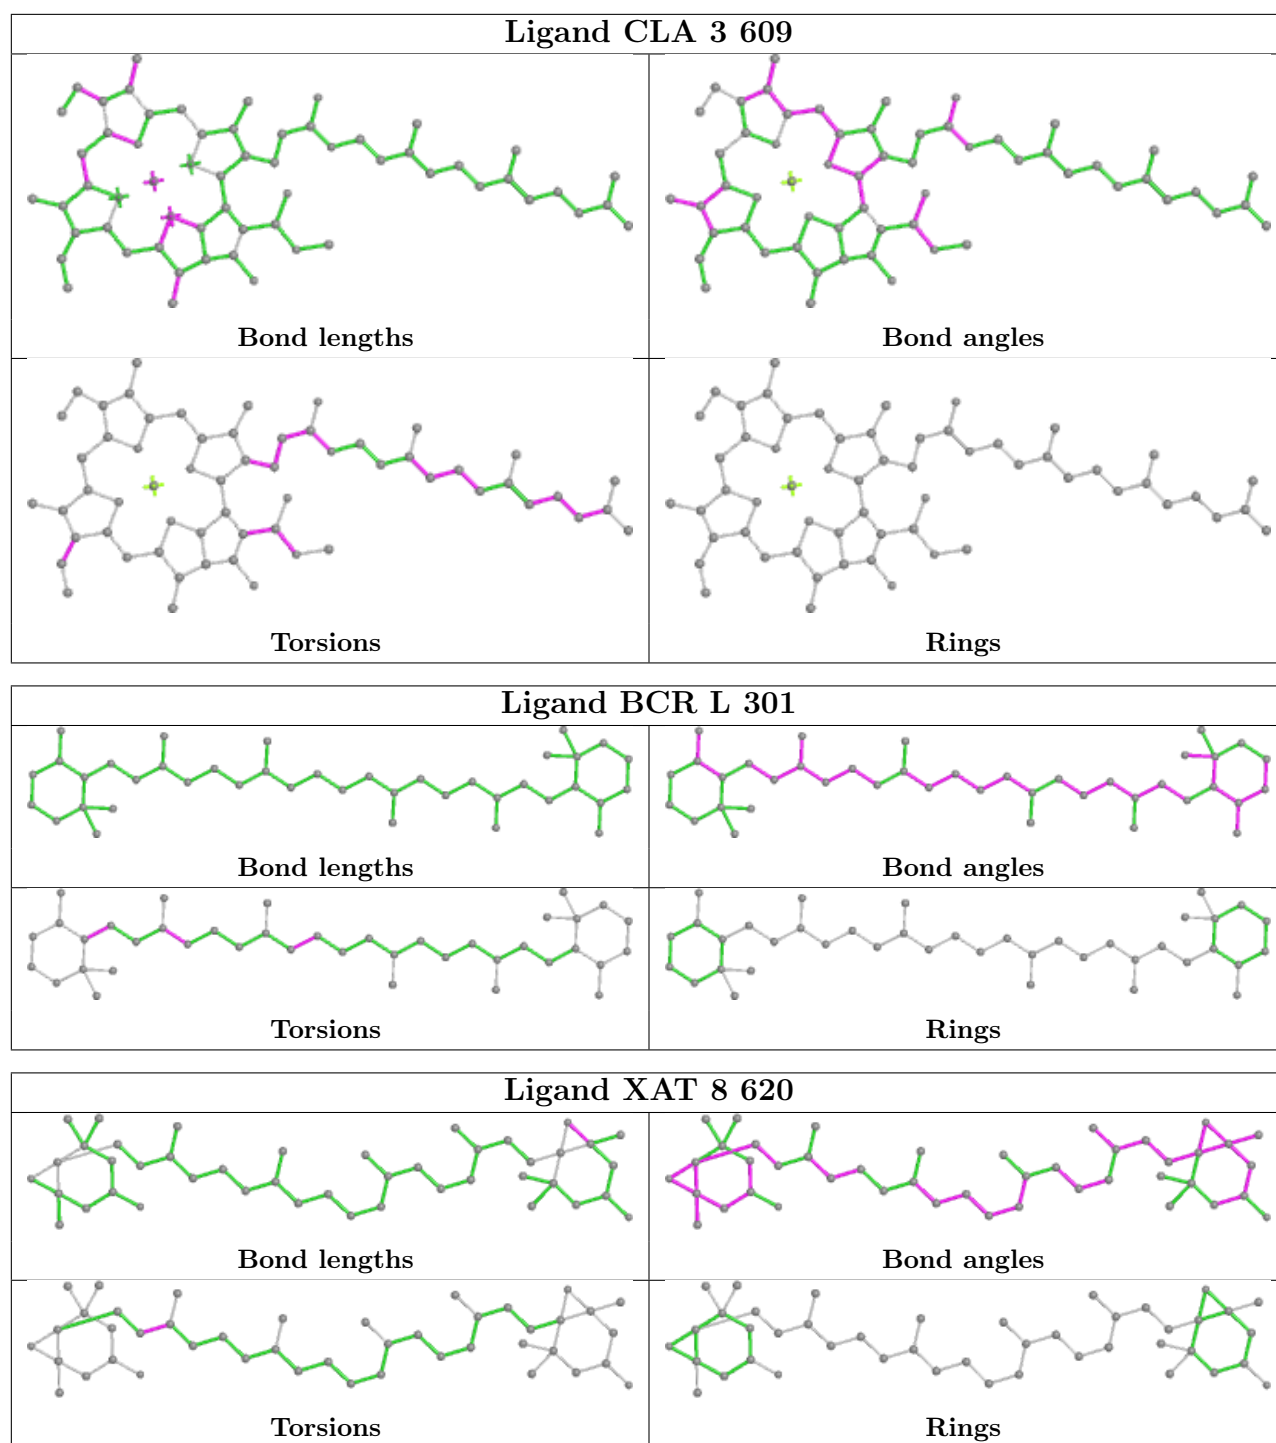 Ligand CLA 3 609
Bond lengths
Bond angles
Torsions
Rings
Ligand BCR L 301
Bond lengths
Bond angles
Torsions
Rings
Ligand XAT 8 620
Bond lengths
Bond angles
Torsions
Rings